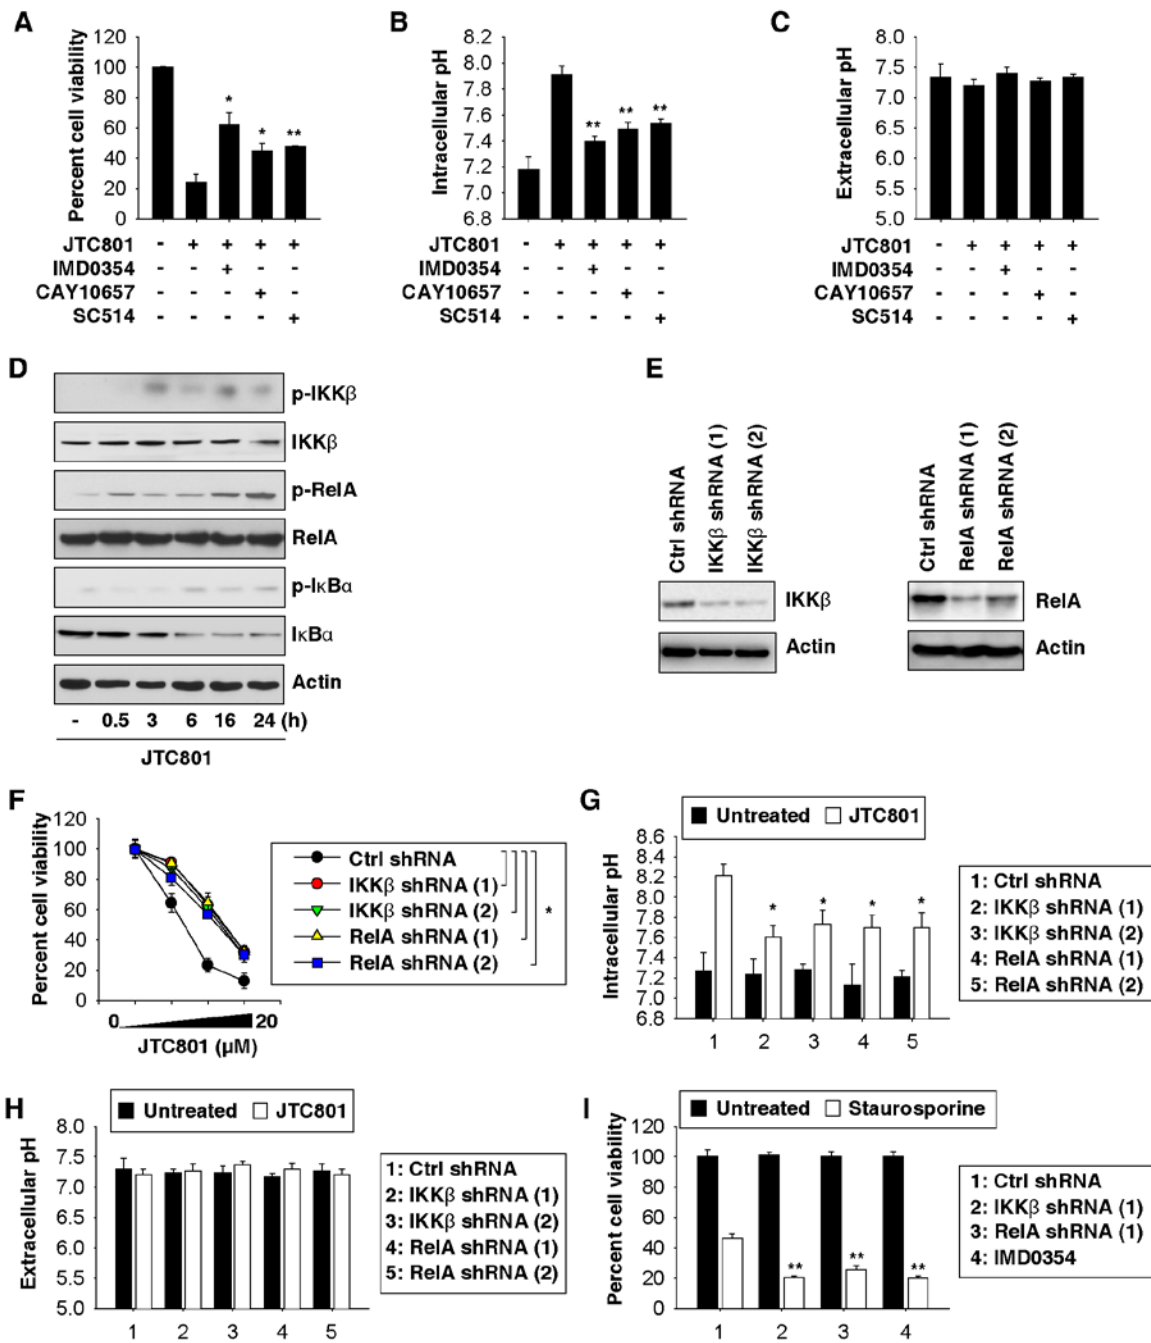 A
B
C
Percent cell viability
120
100
80
60
40
20
0
*
*
**
JTC801 - + + + +
IMD0354 - - + - -
CAY10657 - - - + -
SC514 - - - - +
Intracellular pH
8.2
8.0
7.8
7.6
7.4
7.2
7.0
6.8
**
**
**
JTC801 - + + + +
IMD0354 - - + - -
CAY10657 - - - + -
SC514 - - - - +
Extracellular pH
8.0
7.5
7.0
6.5
6.0
5.5
5.0
JTC801 - + + + +
IMD0354 - - + - -
CAY10657 - - - + -
SC514 - - - - +
D
p-IKKβ
IKKβ
p-RelA
RelA
p-IκBα
IκBα
Actin
- 0.5 3 6 16 24 (h)
JTC801
E
Ctrl shRNA
IKKβ shRNA (1)
IKKβ shRNA (2)
IKKβ
Actin
Ctrl shRNA
RelA shRNA (1)
RelA shRNA (2)
RelA
Actin
F
Percent cell viability
120
100
80
60
40
20
0
0 20
JTC801 (μM)
Ctrl shRNA
IKKβ shRNA (1)
IKKβ shRNA (2)
RelA shRNA (1)
RelA shRNA (2)
*
G
Untreated JTC801
Intracellular pH
8.6
8.4
8.2
8.0
7.8
7.6
7.4
7.2
7.0
6.8
* * * *
1 2 3 4 5
1: Ctrl shRNA
2: IKKβ shRNA (1)
3: IKKβ shRNA (2)
4: RelA shRNA (1)
5: RelA shRNA (2)
H
Untreated JTC801
Extracellular pH
8.0
7.5
7.0
6.5
6.0
5.5
5.0
1 2 3 4 5
1: Ctrl shRNA
2: IKKβ shRNA (1)
3: IKKβ shRNA (2)
4: RelA shRNA (1)
5: RelA shRNA (2)
I
Untreated Staurosporine
Percent cell viability
120
100
80
60
40
20
0
** ** **
1 2 3 4
1: Ctrl shRNA
2: IKKβ shRNA (1)
3: RelA shRNA (1)
4: IMD0354